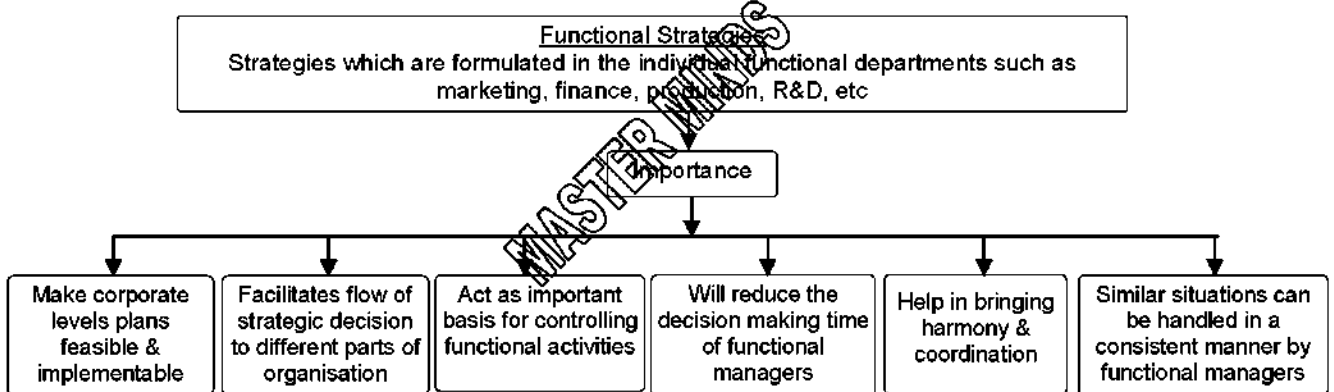 Functional Strategies
Strategies which are formulated in the individual functional departments such as
marketing, finance, production, R&D, etc
MASTER MINDS
Importance
Make corporate
levels plans
feasible &
implementable
Facilitates flow of
strategic decision
to different parts of
organisation
Act as important
basis for controlling
functional activities
Will reduce the
decision making time
of functional
managers
Help in bringing
harmony &
coordination
Similar situations can
be handled in a
consistent manner by
functional managers